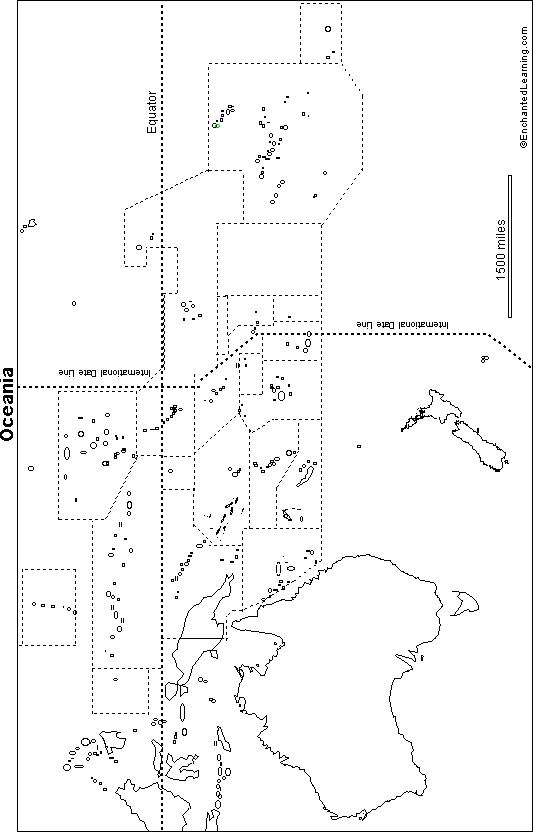 Oceania
Equator
International Date Line
International Date Line
1500 miles
©EnchantedLearning.com